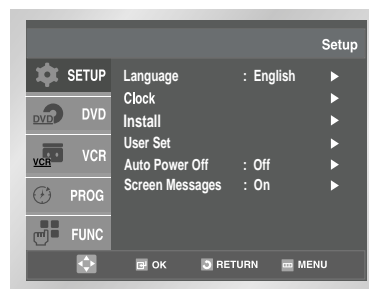 Setup
SETUP
Language : English
Clock
DVD DVD
Install
User Set
VCR VCR
Auto Power Off : Off
Screen Messages : On
PROG
FUNC
OK RETURN MENU